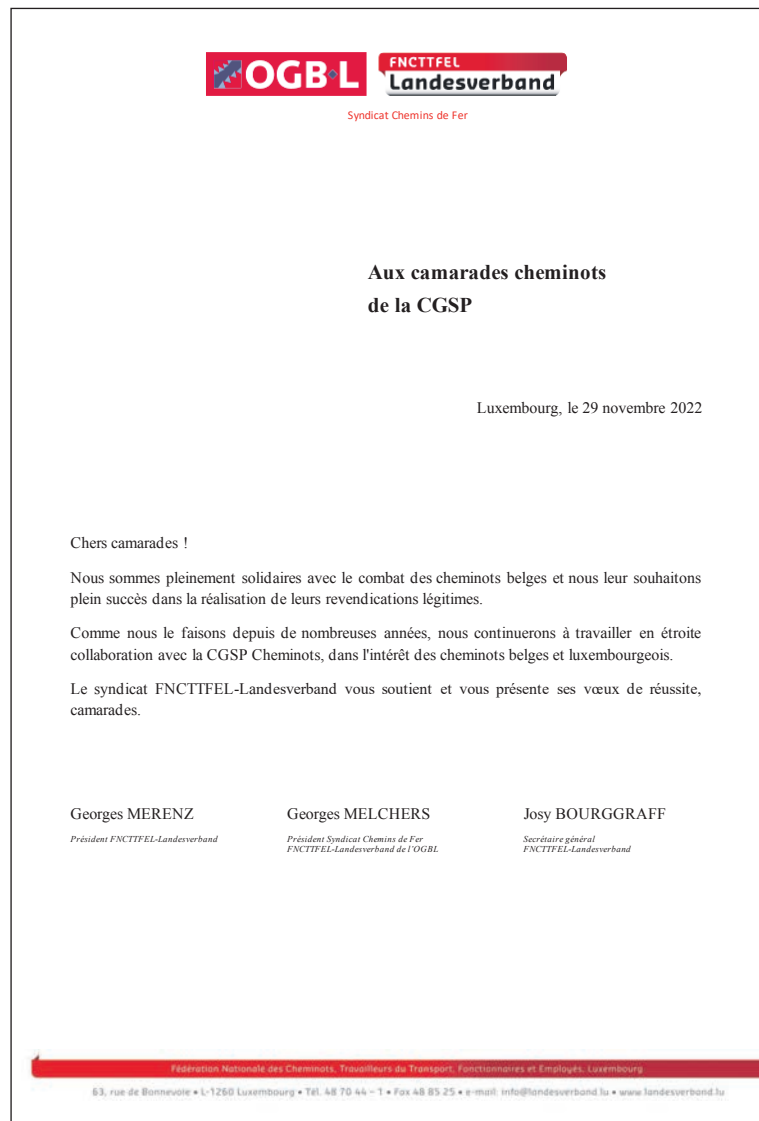 OGB•L
FNCTTFEL
Landesverband
Syndicat Chemins de Fer
Aux camarades cheminots
de la CGSP
Luxembourg, le 29 novembre 2022
Chers camarades !
Nous sommes pleinement solidaires avec le combat des cheminots belges et nous leur souhaitons
plein succès dans la réalisation de leurs revendications légitimes.
Comme nous le faisons depuis de nombreuses années, nous continuerons à travailler en étroite
collaboration avec la CGSP Cheminots, dans l'intérêt des cheminots belges et luxembourgeois.
Le syndicat FNCTTFEL-Landesverband vous soutient et vous présente ses vœux de réussite,
camarades.
Georges MERENZ
Président FNCTTFEL-Landesverband
Georges MELCHERS
Président Syndicat Chemins de Fer
FNCTTFEL-Landesverband de l'OGBL
Josy BOURGGRAFF
Secrétaire général
FNCTTFEL-Landesverband
Fédération Nationale des Cheminots, Travailleurs du Transport, Fonctionnaires et Employés, Luxembourg
63, rue de Bonnevoie • L-1260 Luxembourg • Tél. 48 70 44 - 1 • Fax 48 85 25 • e-mail: info@landesverband.lu • www.landesverband.lu